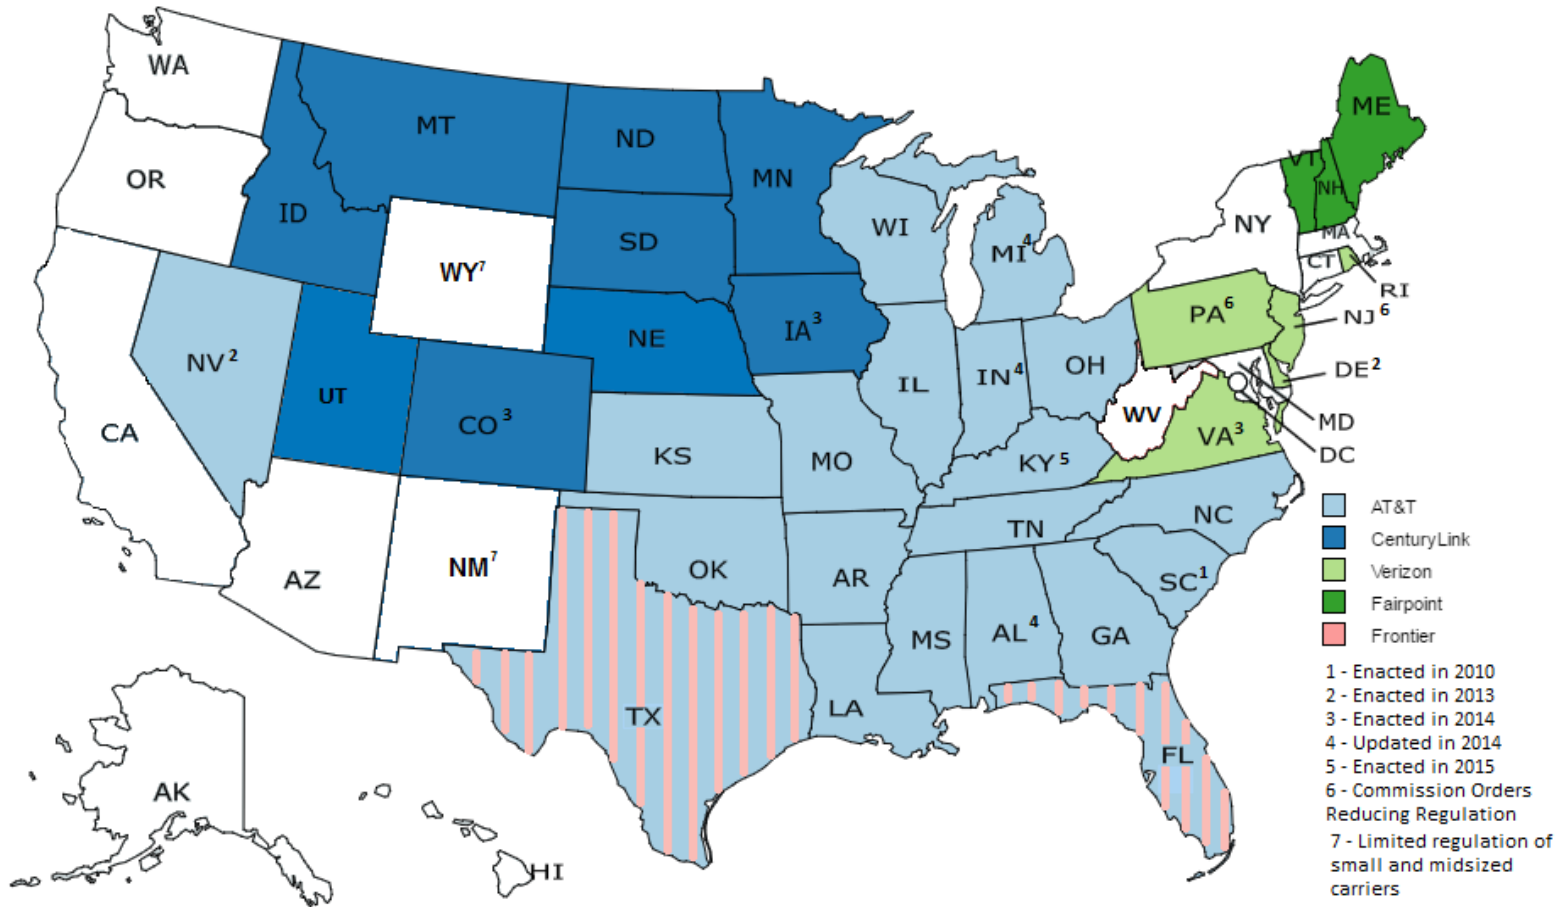 WA
ME
MT
ND
VT
OR
MN
NH
ID
WI
NY
MA
SD
MI4
CT
WY7
RI
PA6
NJ6
IA3
NE
NV2
OH
DE2
IN4
IL
UT
WV
MD
CO3
CA
VA3
DC
KS
MO
KY5
AT&T
NC
TN
CenturyLink
NM7
OK
AR
Verizon
AZ
SC1
Fairpoint
MS
AL4
GA
Frontier
1 - Enacted in 2010
2 - Enacted in 2013
LA
TX
3 - Enacted in 2014
4 - Updated in 2014
FL
5 - Enacted in 2015
AK
6 - Commission Orders
Reducing Regulation
7 - Limited regulation of
small and midsized
HI
carriers